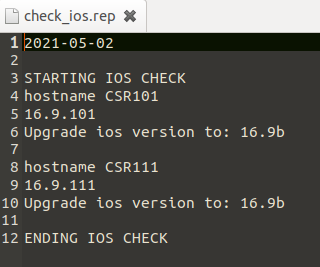 check_ios.rep
1 2021-05-02
2
3 STARTING IOS CHECK
4 hostname CSR101
5 16.9.101
6 Upgrade ios version to: 16.9b
7
8 hostname CSR111
9 16.9.111
10 Upgrade ios version to: 16.9b
11
12 ENDING IOS CHECK